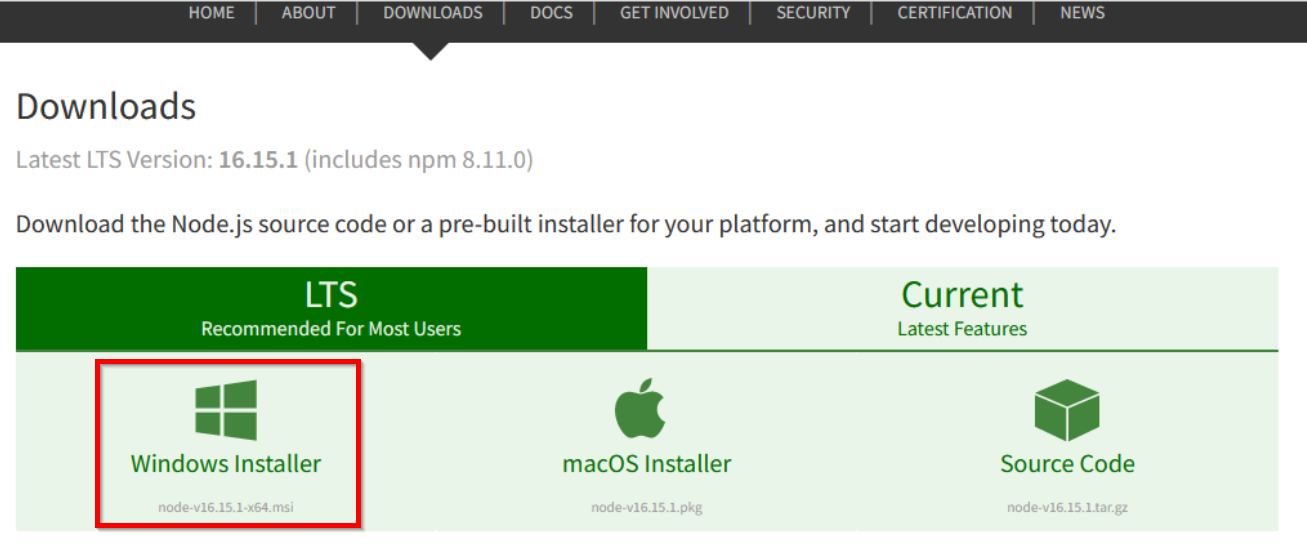 HOME ABOUT DOWNLOADS DOCS GET INVOLVED SECURITY CERTIFICATION NEWS
Downloads
Latest LTS Version: 16.15.1 (includes npm 8.11.0)
Download the Node.js source code or a pre-built installer for your platform, and start developing today.
LTS
Recommended For Most Users
Current
Latest Features
Windows Installer
node-v16.15.1-x64.msi
macOS Installer
node-v16.15.1.pkg
Source Code
node-v16.15.1.tar.gz